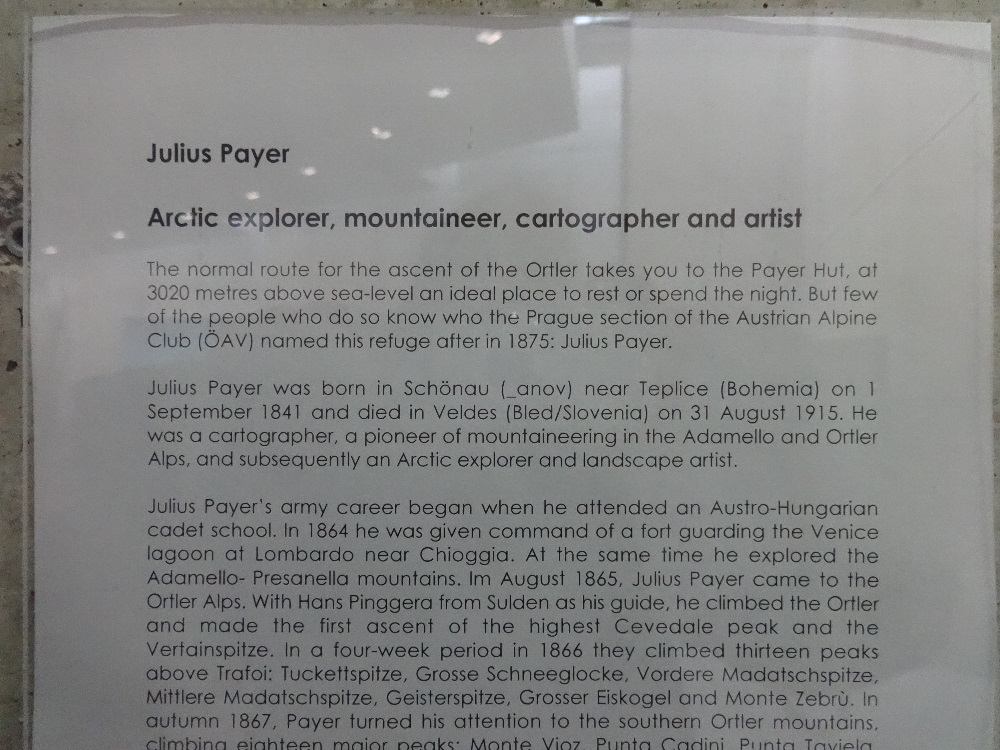 Julius Payer
Arctic explorer, mountaineer, cartographer and artist
The normal route for the ascent of the Ortler takes you to the Payer Hut, at
3020 metres above sea-level an ideal place to rest or spend the night. But few
of the people who do so know who the Prague section of the Austrian Alpine
Club (ÖAV) named this refuge after in 1875: Julius Payer.
Julius Payer was born in Schönau (_anov) near Teplice (Bohemia) on 1
September 1841 and died in Veldes (Bled/Slovenia) on 31 August 1915. He
was a cartographer, a pioneer of mountaineering in the Adamello and Ortler
Alps, and subsequently an Arctic explorer and landscape artist.
Julius Payer's army career began when he attended an Austro-Hungarian
cadet school. In 1864 he was given command of a fort guarding the Venice
lagoon at Lombardo near Chioggia. At the same time he explored the
Adamello- Presanella mountains. Im August 1865, Julius Payer came to the
Ortler Alps. With Hans Pinggera from Sulden as his guide, he climbed the Ortler
and made the first ascent of the highest Cevedale peak and the
Vertainspitze. In a four-week period in 1866 they climbed thirteen peaks
above Trafoi: Tuckettspitze, Grosse Schneeglocke, Vordere Madatschspitze,
Mittlere Madatschspitze, Geisterspitze, Grosser Eiskogel and Monte Zebrù. In
autumn 1867, Payer turned his attention to the southern Ortler mountains,
climbing eighteen major peaks: Monte Vioz, Punta Cadini, Punta Taviela,